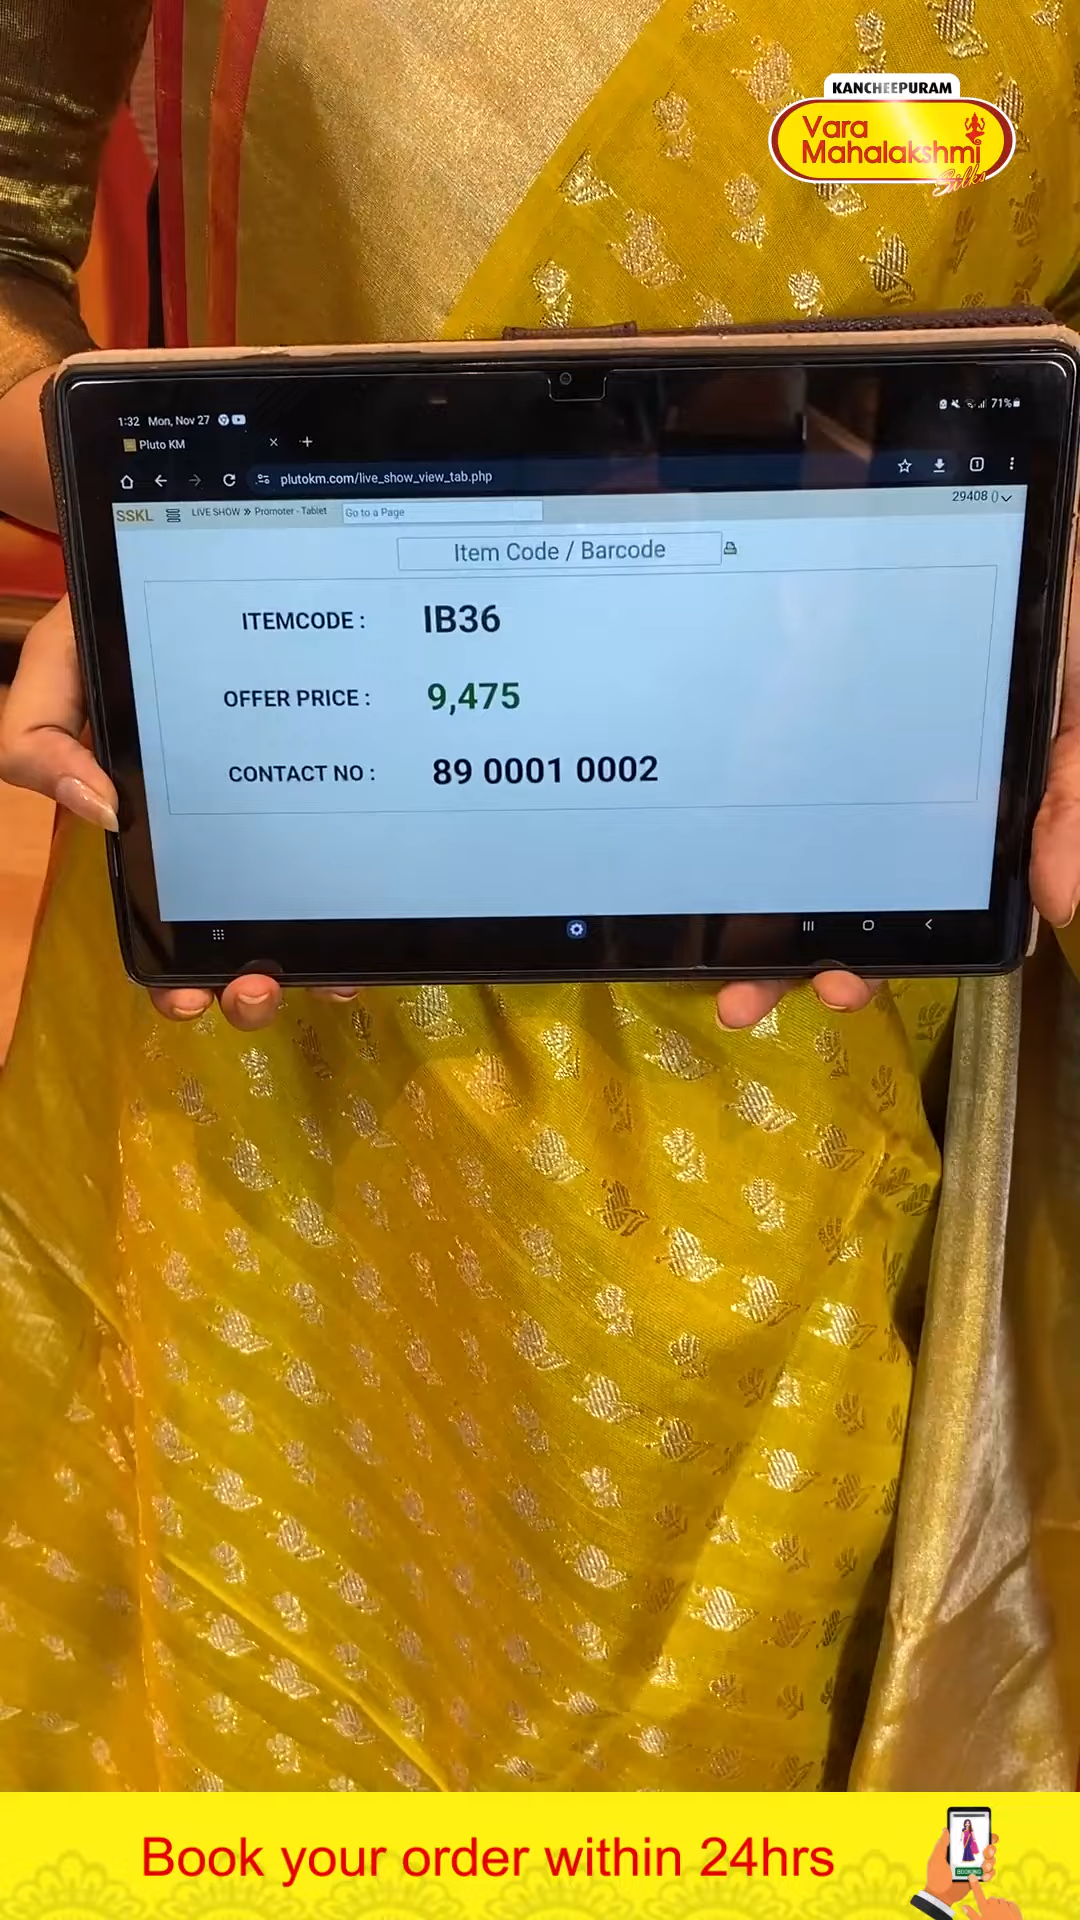 KANCHEEPURAM
Vara
Mahalakshmi
Silks
1:32 Mon, Nov 27
71%
Pluto KM
plutokm.com/live_show_view_tab.php
29408 ()
SSKL
LIVE SHOW » Promoter - Tablet
Go to a Page
Item Code / Barcode
ITEMCODE : IB36
OFFER PRICE : 9,475
CONTACT NO : 89 0001 0002
Book your order within 24hrs
BOOKING